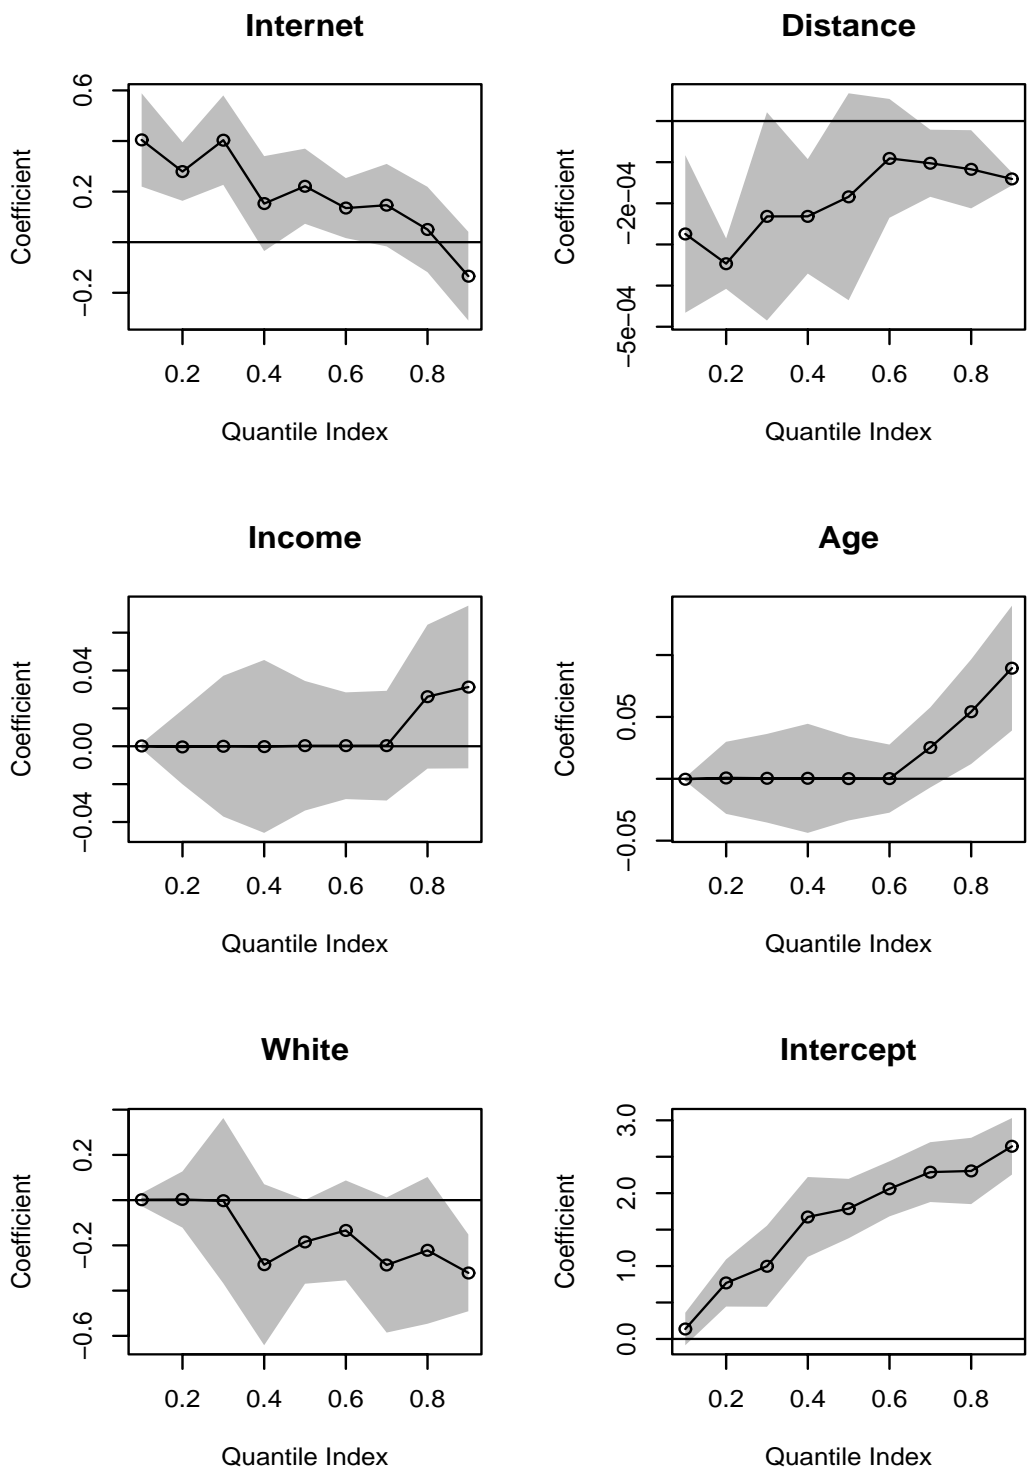 Internet
Coefficient
0.6
0.2
−0.2
0.2 0.4 0.6 0.8
Quantile Index
Distance
Coefficient
−2e−04
−5e−04
0.2 0.4 0.6 0.8
Quantile Index
Income
Coefficient
0.04
0.00
−0.04
0.2 0.4 0.6 0.8
Quantile Index
Age
Coefficient
0.05
−0.05
0.2 0.4 0.6 0.8
Quantile Index
White
Coefficient
0.2
−0.2
−0.6
0.2 0.4 0.6 0.8
Quantile Index
Intercept
Coefficient
3.0
2.0
1.0
0.0
0.2 0.4 0.6 0.8
Quantile Index